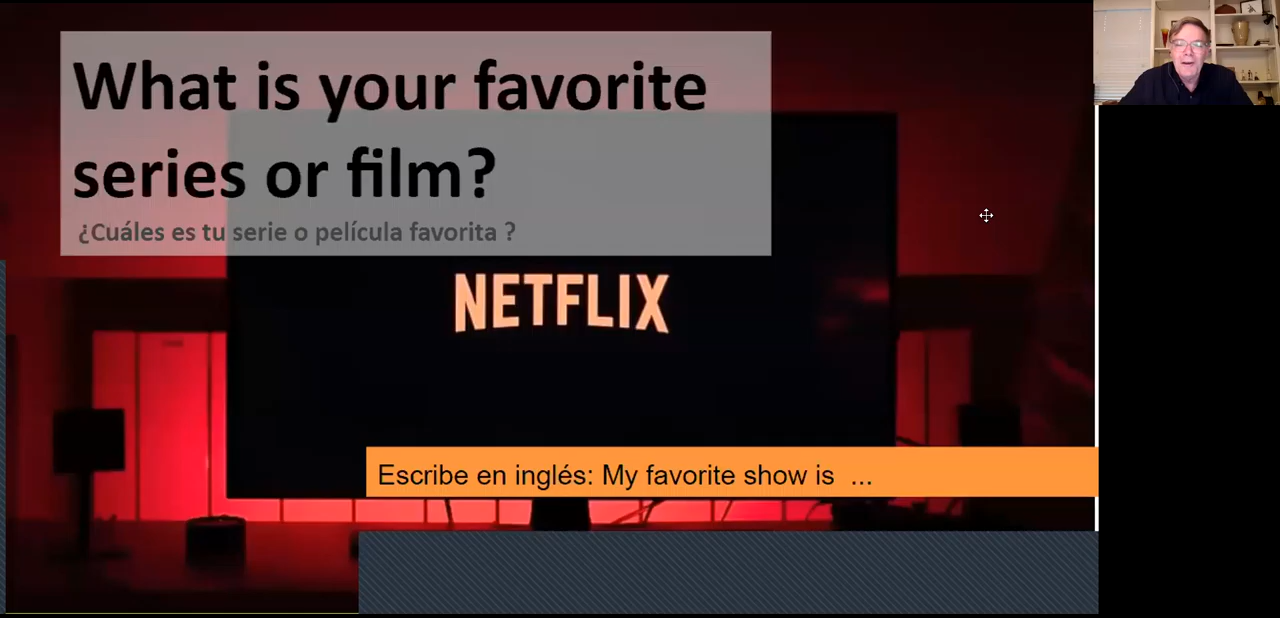 What is your favorite
series or film?
¿Cuáles es tu serie o película favorita ?
NETFLIX
Escribe en inglés: My favorite show is ...